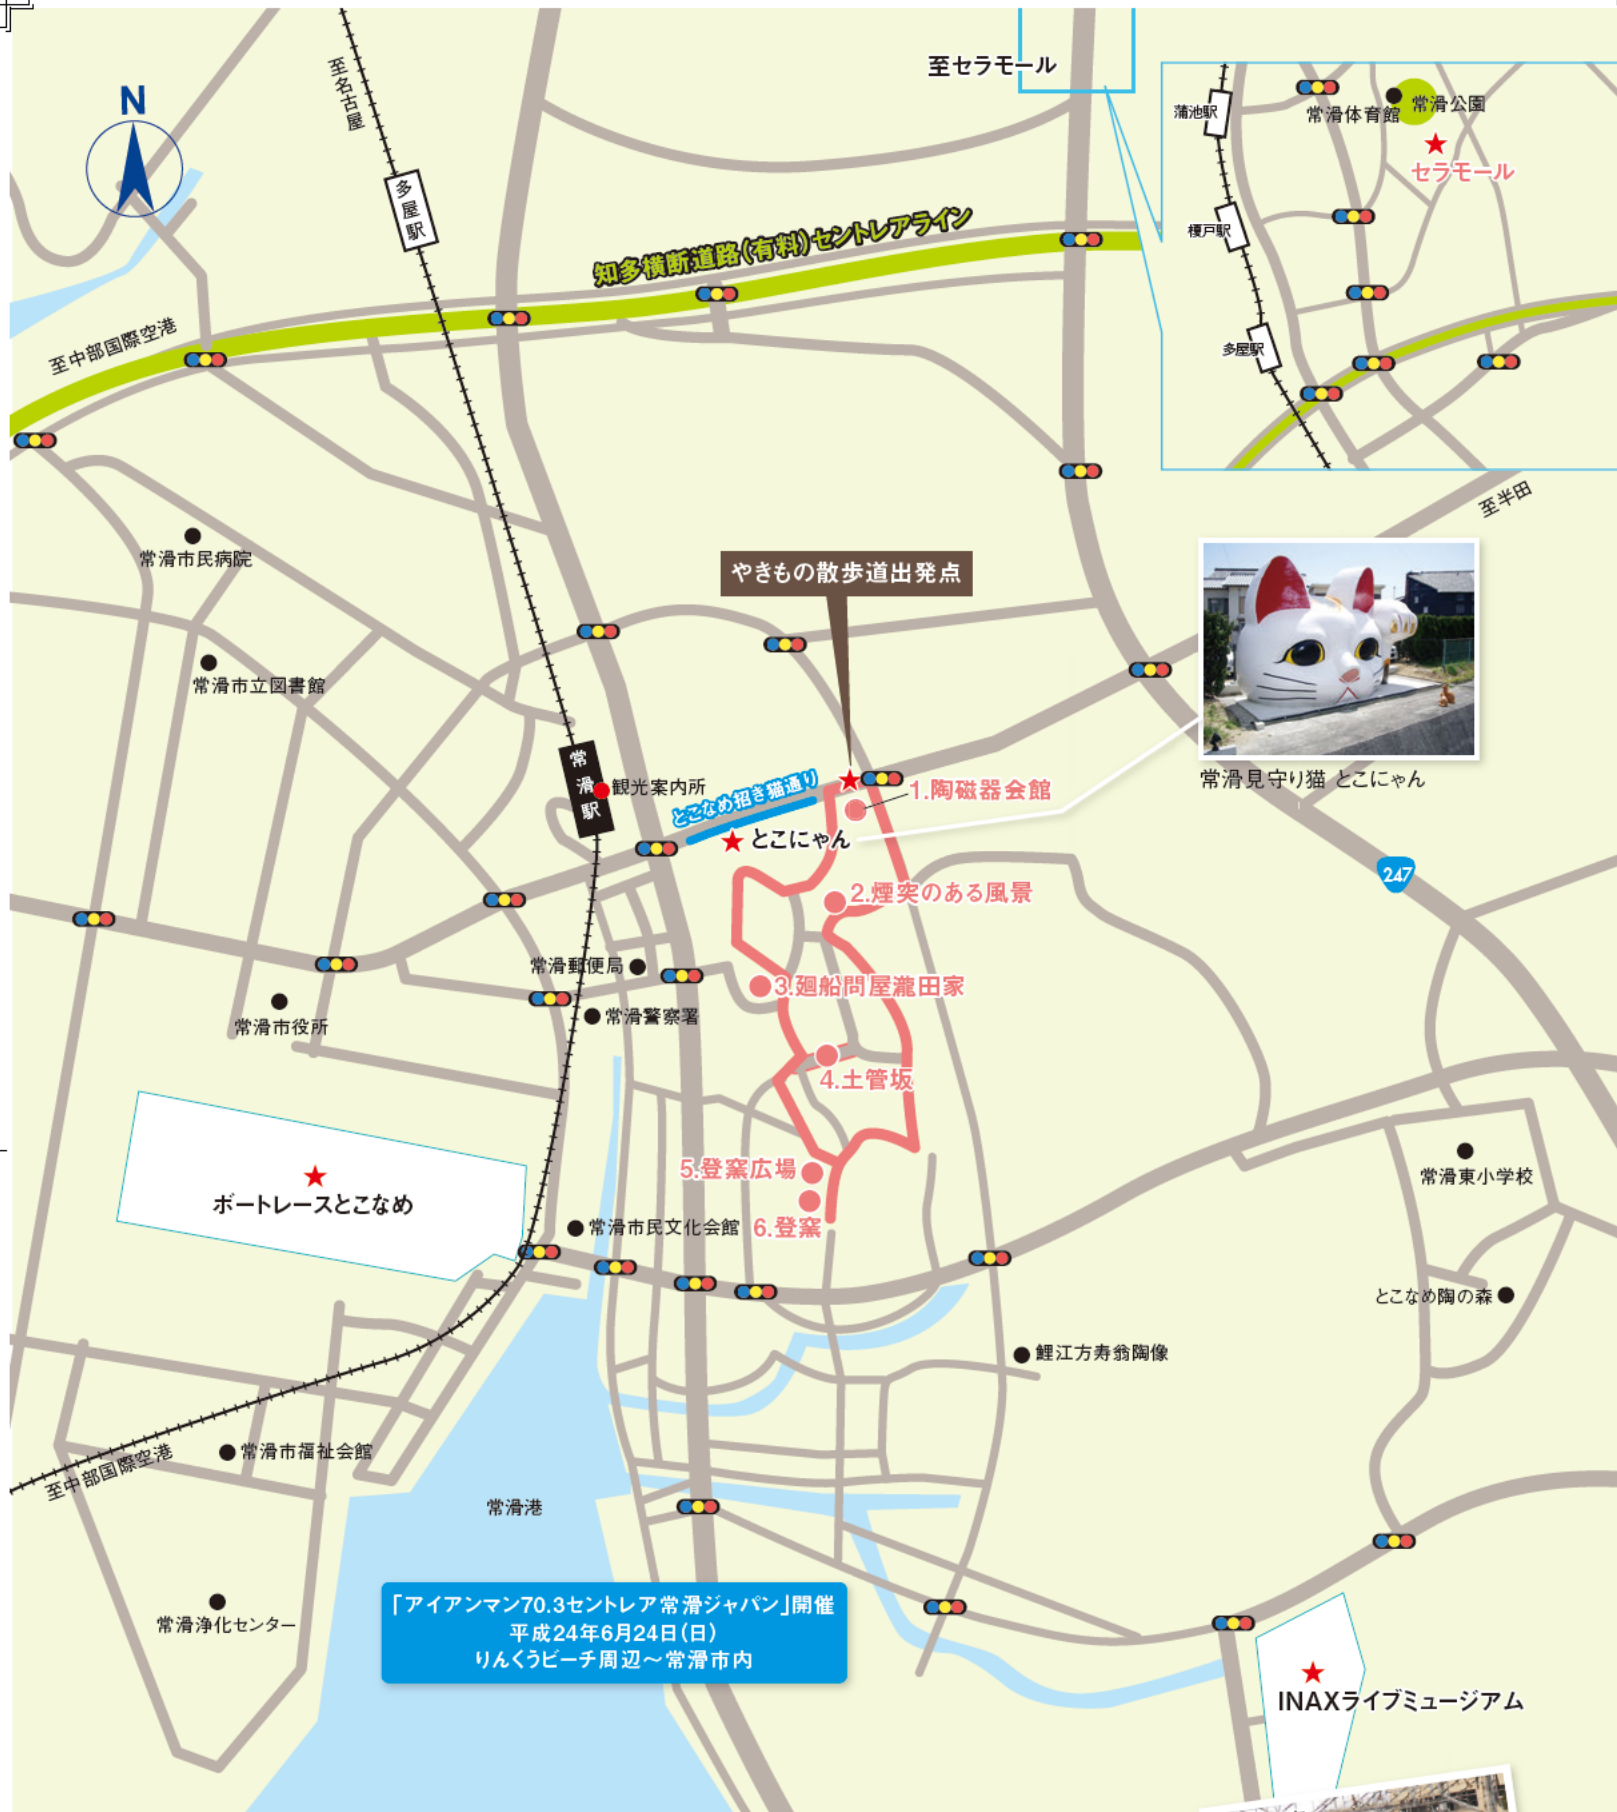 N
至名古屋
多屋駅
至セラモール
蒲池駅
常滑体育館
常滑公園
セラモール
榎戸駅
多屋駅
知多横断道路(有料)セントレアライン
至中部国際空港
至半田
常滑市民病院
やきもの散歩道出発点
常滑市立図書館
常滑駅
観光案内所
とこなめ招き猫通り
1.陶磁器会館
常滑見守り猫 とこにゃん
とこにゃん
247
2.煙突のある風景
常滑郵便局
3.廻船問屋瀧田家
常滑市役所
常滑警察署
4.土管坂
5.登窯広場
常滑東小学校
ボートレースとこなめ
常滑市民文化会館
6.登窯
とこなめ陶の森
鯉江方寿翁陶像
常滑市福祉会館
至中部国際空港
常滑港
「アイアンマン70.3セントレア常滑ジャパン」開催
平成24年6月24日(日)
りんくうビーチ周辺〜常滑市内
常滑浄化センター
INAXライブミュージアム